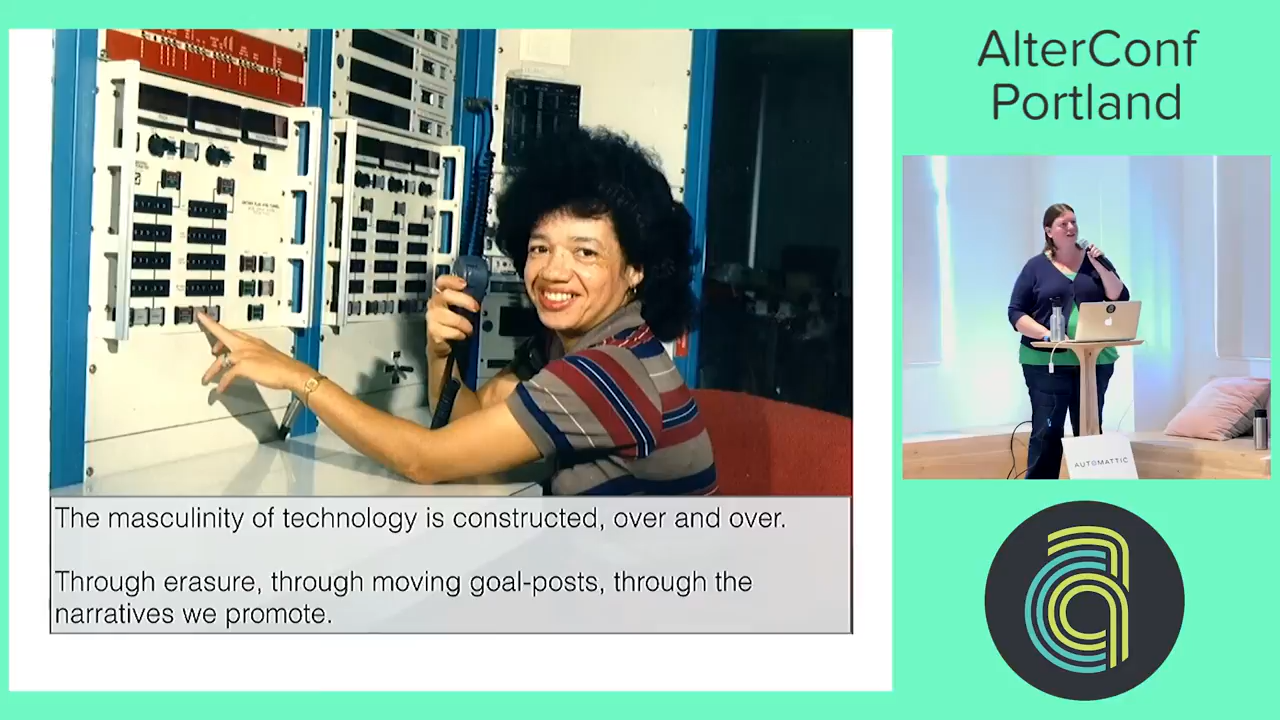 AlterConf
Portland
The masculinity of technology is constructed, over and over.
Through erasure, through moving goal-posts, through the
narratives we promote.
AUTOMATTIC